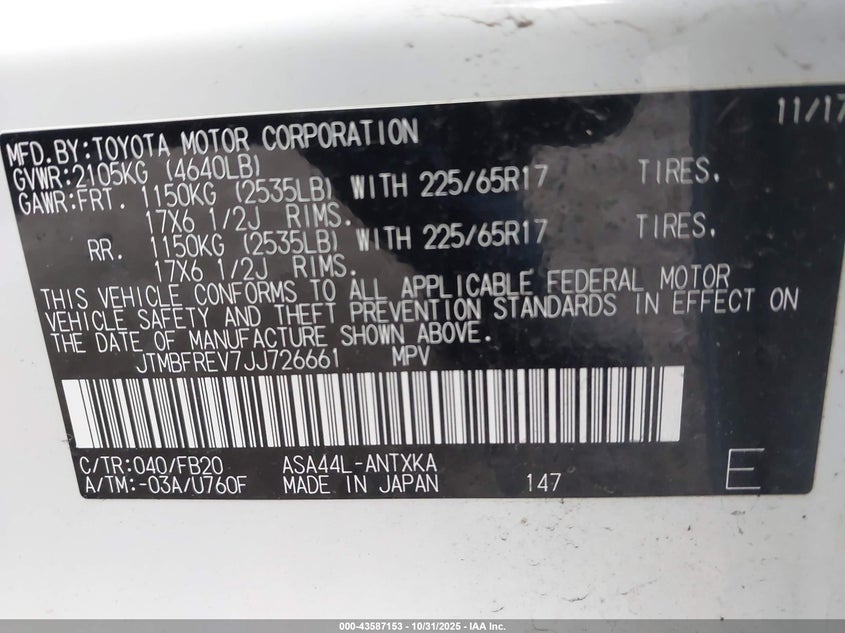 11/17
MFD.BY:TOYOTA MOTOR CORPORATION
GVWR:2105KG (4640LB)
GAWR:FRT. 1150KG (2535LB) WITH 225/65R17 TIRES.
17X6 1/2J RIMS.
RR. 1150KG (2535LB) WITH 225/65R17 TIRES.
17X6 1/2J RIMS.
THIS VEHICLE CONFORMS TO ALL APPLICABLE FEDERAL MOTOR
VEHICLE SAFETY AND THEFT PREVENTION STANDARDS IN EFFECT ON
THE DATE OF MANUFACTURE SHOWN ABOVE.
JTMBFREV7JJ726661 MPV
C/TR:040/FB20 ASA44L-ANTXKA
A/TM:-03A/U760F MADE IN JAPAN 147 E
000-43587153 - 10/31/2025 - IAA Inc.